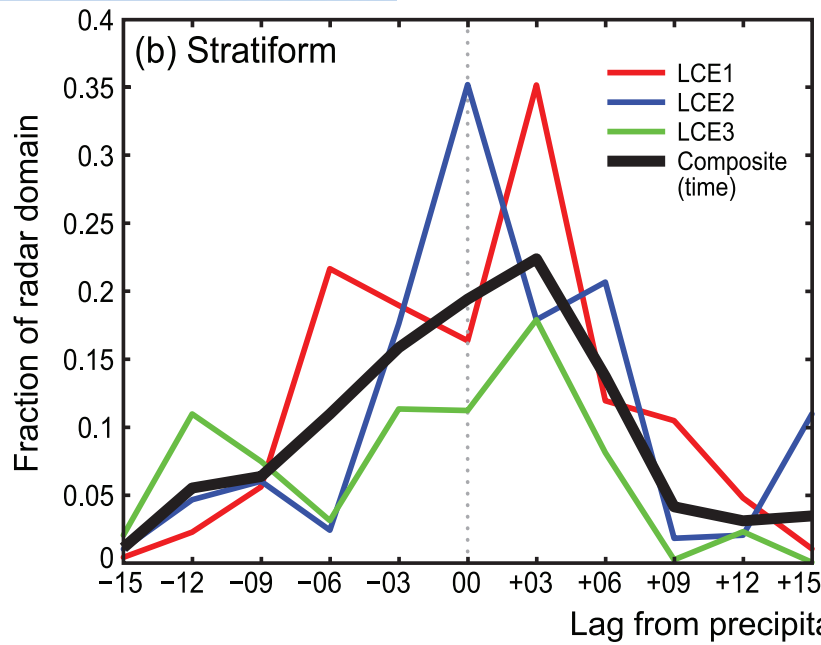 (b) Stratiform
LCE1
LCE2
LCE3
Composite
(time)
Fraction of radar domain
0.4
0.35
0.3
0.25
0.2
0.15
0.1
0.05
0
−15 −12 −09 −06 −03 00 +03 +06 +09 +12 +15
Lag from